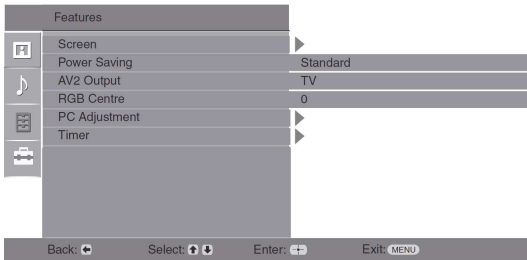 Features
Screen
Power Saving Standard
AV2 Output TV
RGB Centre 0
PC Adjustment
Timer
Back: Select: Enter: Exit: MENU